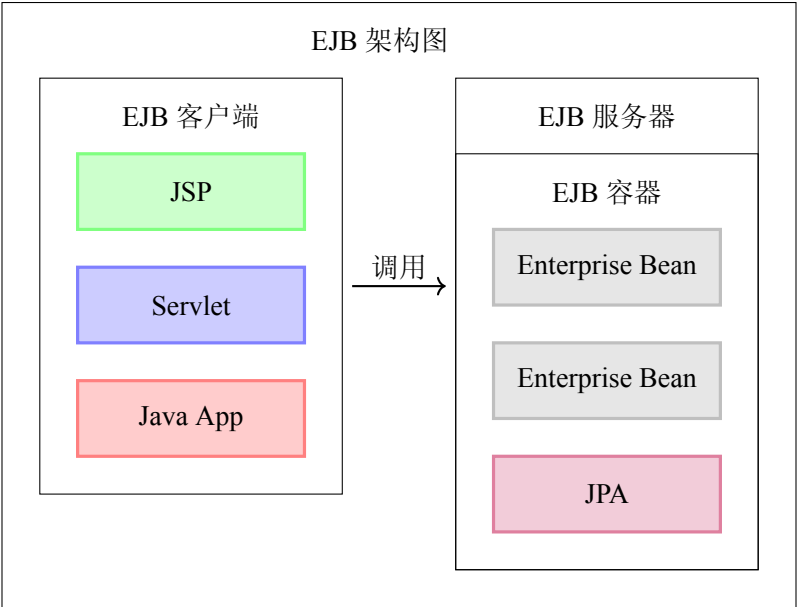 EJB 架构图
EJB 客户端
JSP
Servlet
Java App
调用
EJB 服务器
EJB 容器
Enterprise Bean
Enterprise Bean
JPA